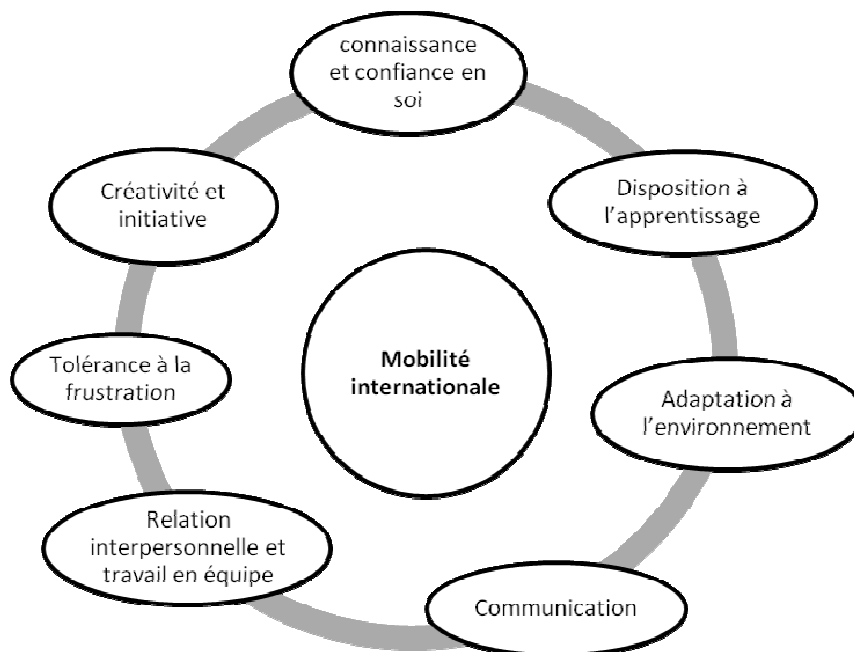 connaissance
et confiance en
soi
Disposition à
l'apprentissage
Adaptation à
l'environnement
Communication
Relation
interpersonnelle et
travail en équipe
Tolérance à la
frustration
Créativité et
initiative
Mobilité
internationale